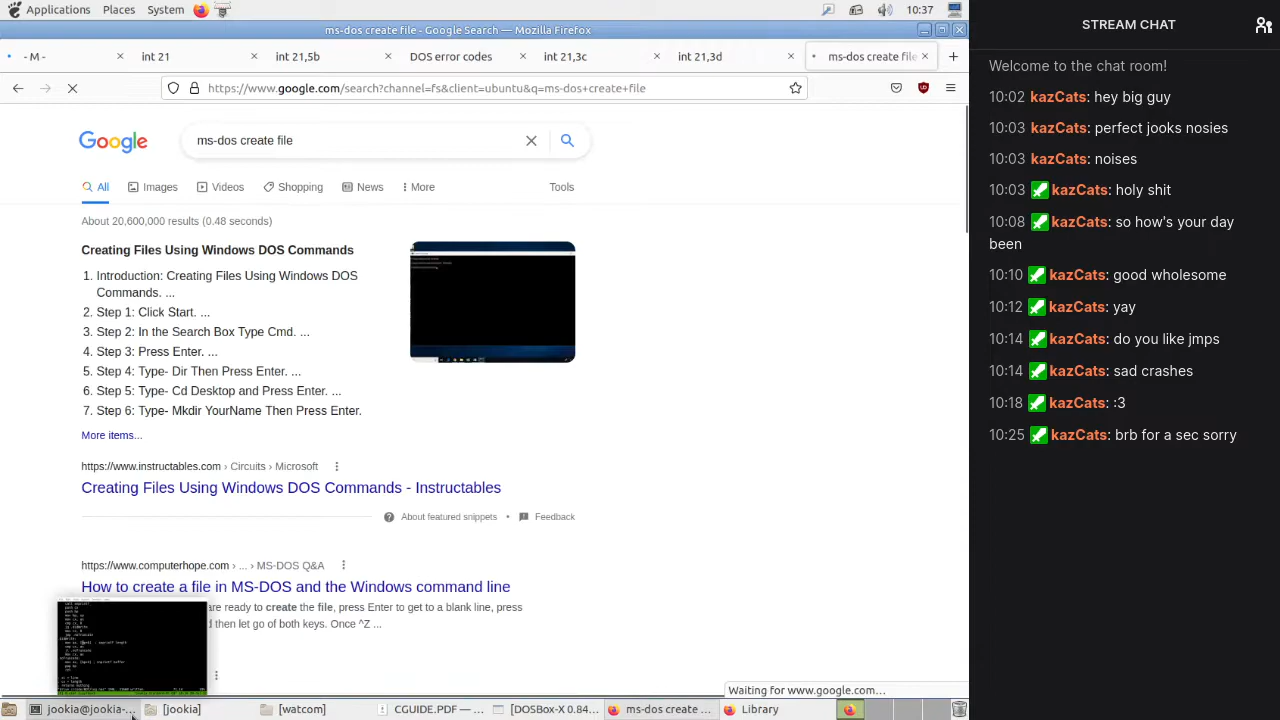 Applications Places System 10:37
ms-dos create file - Google Search — Mozilla Firefox
- M - int 21 int 21,5b DOS error codes int 21,3c int 21,3d ms-dos create file
https://www.google.com/search?channel=fs&client=ubuntu&q=ms-dos+create+file
Google ms-dos create file
All Images Videos Shopping News More Tools
About 20,600,000 results (0.48 seconds)
Creating Files Using Windows DOS Commands
1. Introduction: Creating Files Using Windows DOS
Commands. ...
2. Step 1: Click Start. ...
3. Step 2: In the Search Box Type Cmd. ...
4. Step 3: Press Enter. ...
5. Step 4: Type- Dir Then Press Enter. ...
6. Step 5: Type- Cd Desktop and Press Enter. ...
7. Step 6: Type- Mkdir YourName Then Press Enter.
More items...
https://www.instructables.com › Circuits › Microsoft
Creating Files Using Windows DOS Commands - Instructables
About featured snippets • Feedback
https://www.computerhope.com › ... › MS-DOS Q&A
How to create a file in MS-DOS and the Windows command line
are ready to create the file, press Enter to get to a blank line, press
and then let go of both keys. Once ^Z ...
Waiting for www.google.com…
jookia@jookia-... [jookia] [watcom] CGUIDE.PDF — ... [DOSBox-X 0.84... ms-dos create ... Library
STREAM CHAT
Welcome to the chat room!
10:02 kazCats: hey big guy
10:03 kazCats: perfect jooks nosies
10:03 kazCats: noises
10:03 kazCats: holy shit
10:08 kazCats: so how's your day
been
10:10 kazCats: good wholesome
10:12 kazCats: yay
10:14 kazCats: do you like jmps
10:14 kazCats: sad crashes
10:18 kazCats: :3
10:25 kazCats: brb for a sec sorry